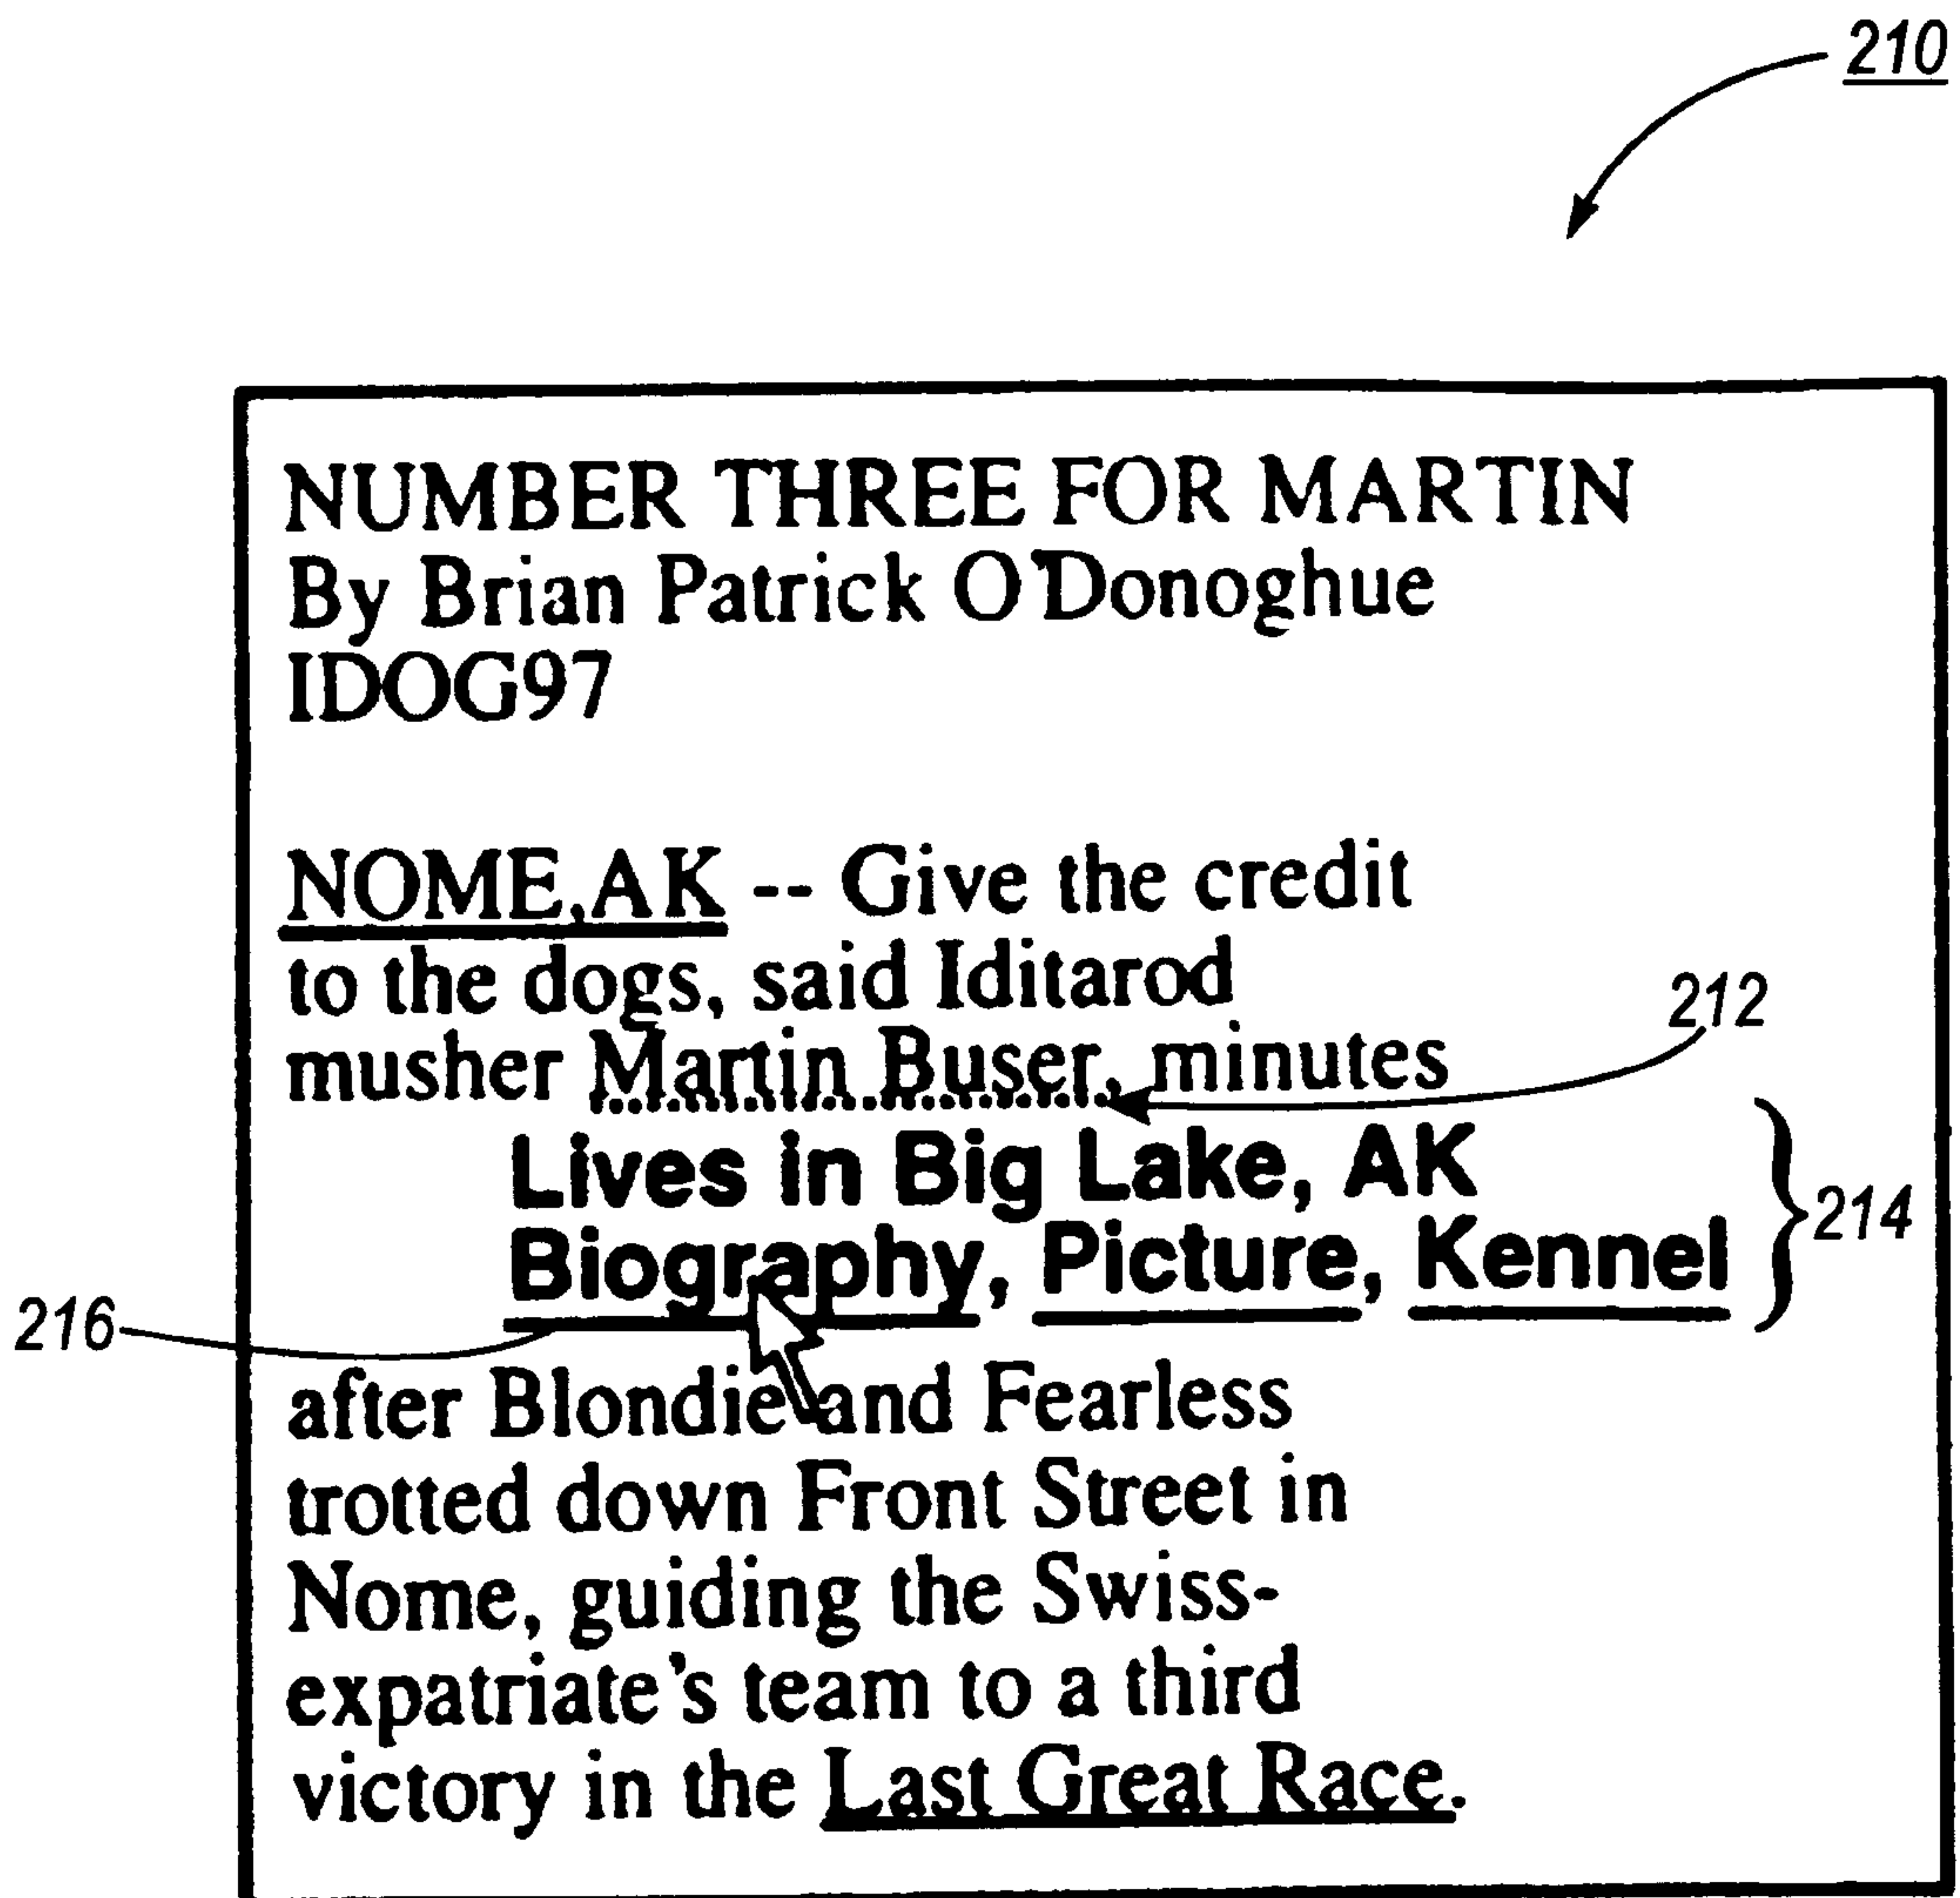 210
NUMBER THREE FOR MARTIN
By Brian Patrick O'Donoghue
IDOG97
NOME,AK -- Give the credit
to the dogs, said Iditarod
212
musher Martin Buser, minutes
Lives in Big Lake, AK
214
Biography, Picture, Kennel
216
after Blondie and Fearless
trotted down Front Street in
Nome, guiding the Swiss-
expatriate's team to a third
victory in the Last Great Race.